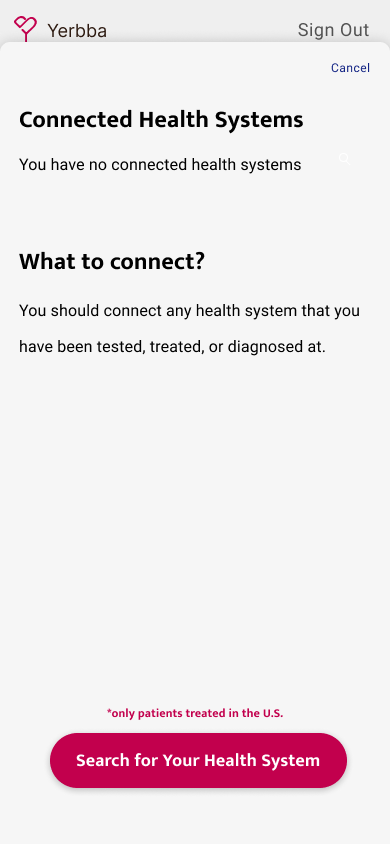 Yerbba
Sign Out
Cancel
Connected Health Systems
You have no connected health systems
What to connect?
You should connect any health system that you
have been tested, treated, or diagnosed at.
*only patients treated in the U.S.
Search for Your Health System